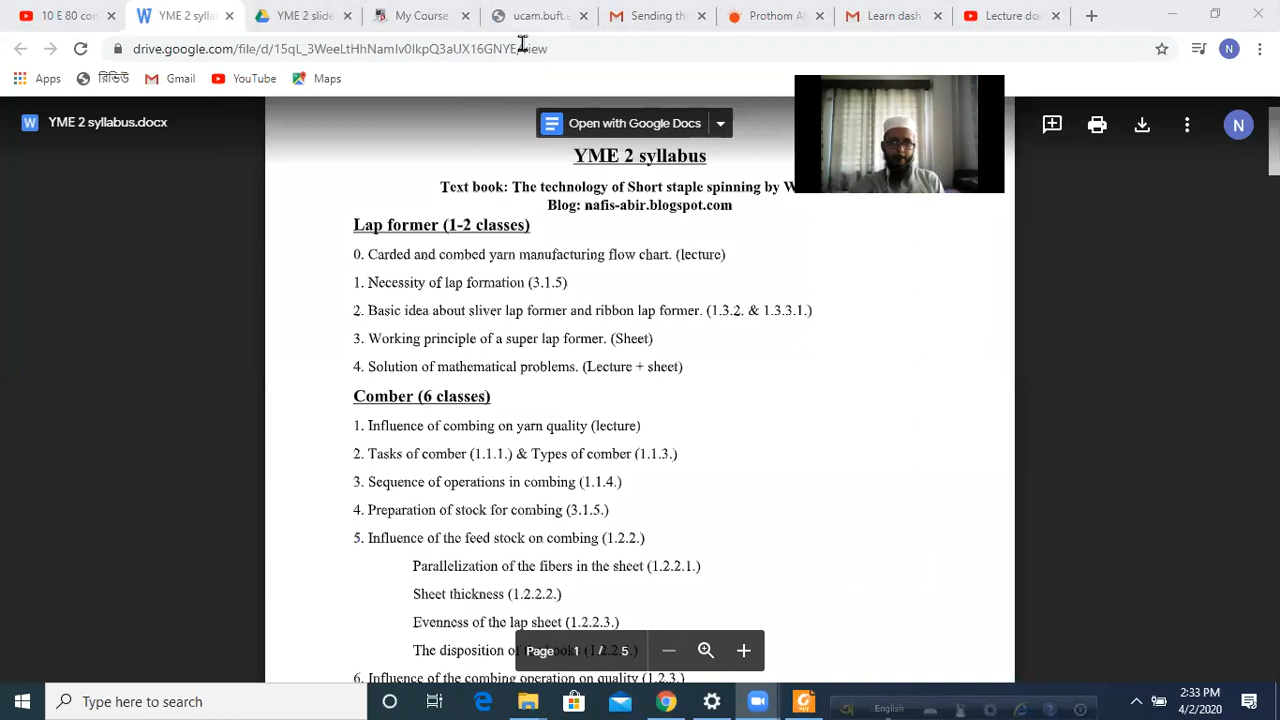 10 E 80 cor
YME 2 sylla
YME 2 slide
My Course
ucambuft.e
Sending the
Prothom Al
Learn dash
Lecture do
drive.google.com/file/d/15qL_3WeeLtHhNamIv0IkpQ3aUX16GNYE/view
N
Apps
রিভিউ
Gmail
YouTube
Maps
W YME 2 syllabus.docx
Open with Google Docs
N
YME 2 syllabus
Text book: The technology of Short staple spinning by W
Blog: nafis-abir.blogspot.com
Lap former (1-2 classes)
0. Carded and combed yarn manufacturing flow chart. (lecture)
1. Necessity of lap formation (3.1.5)
2. Basic idea about sliver lap former and ribbon lap former. (1.3.2. & 1.3.3.1.)
3. Working principle of a super lap former. (Sheet)
4. Solution of mathematical problems. (Lecture + sheet)
Comber (6 classes)
1. Influence of combing on yarn quality (lecture)
2. Tasks of comber (1.1.1.) & Types of comber (1.1.3.)
3. Sequence of operations in combing (1.1.4.)
4. Preparation of stock for combing (3.1.5.)
5. Influence of the feed stock on combing (1.2.2.)
Parallelization of the fibers in the sheet (1.2.2.1.)
Sheet thickness (1.2.2.2.)
Evenness of the lap sheet (1.2.2.3.)
The disposition of
Page 1 / 5
6. Influence of the combing operation on quality (1.2.3.)
Type here to search
English
2:33 PM
4/2/2020